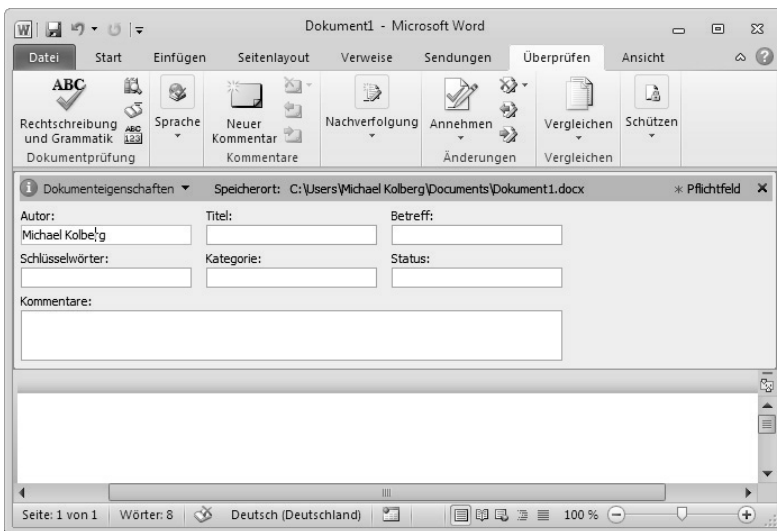 Dokument1 - Microsoft Word
Datei Start Einfügen Seitenlayout Verweise Sendungen Überprüfen Ansicht
ABC
Rechtschreibung und Grammatik
ABC
123
Sprache
Neuer Kommentar
Nachverfolgung
Annehmen
Vergleichen
Schützen
Dokumentprüfung Kommentare Änderungen Vergleichen
Dokumenteigenschaften Speicherort: C:\Users\Michael Kolberg\Documents\Dokument1.docx * Pflichtfeld
Autor: Titel: Betreff:
Michael Kolberg
Schlüsselwörter: Kategorie: Status:
Kommentare:
Seite: 1 von 1 Wörter: 8 Deutsch (Deutschland) 100 %